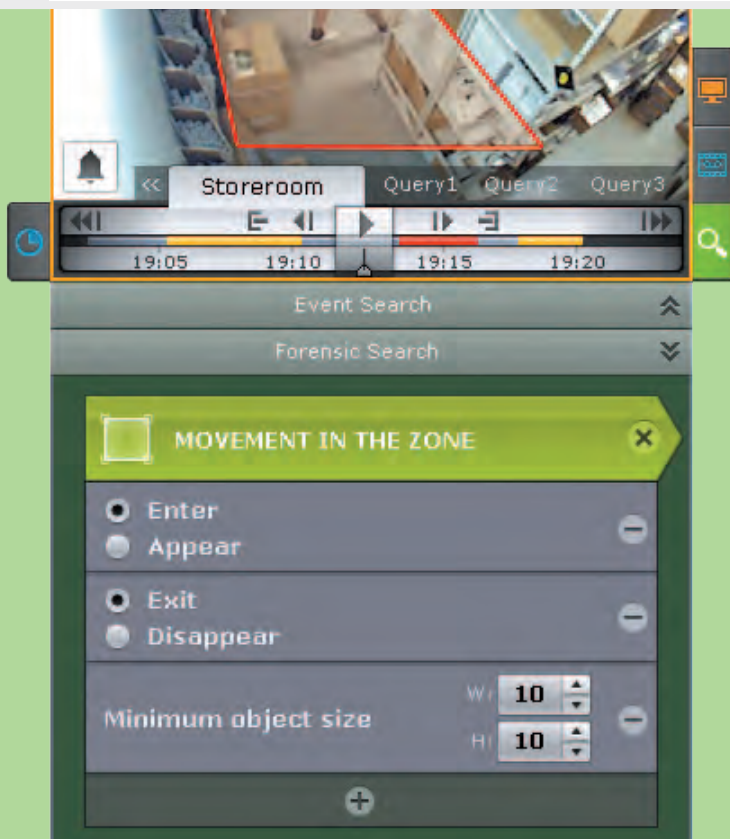 << Storeroom Query1 Query2 Query3
19:05 19:10 19:15 19:20
Event Search
Forensic Search
MOVEMENT IN THE ZONE
Enter
Appear
Exit
Disappear
W: 10
Minimum object size
H: 10